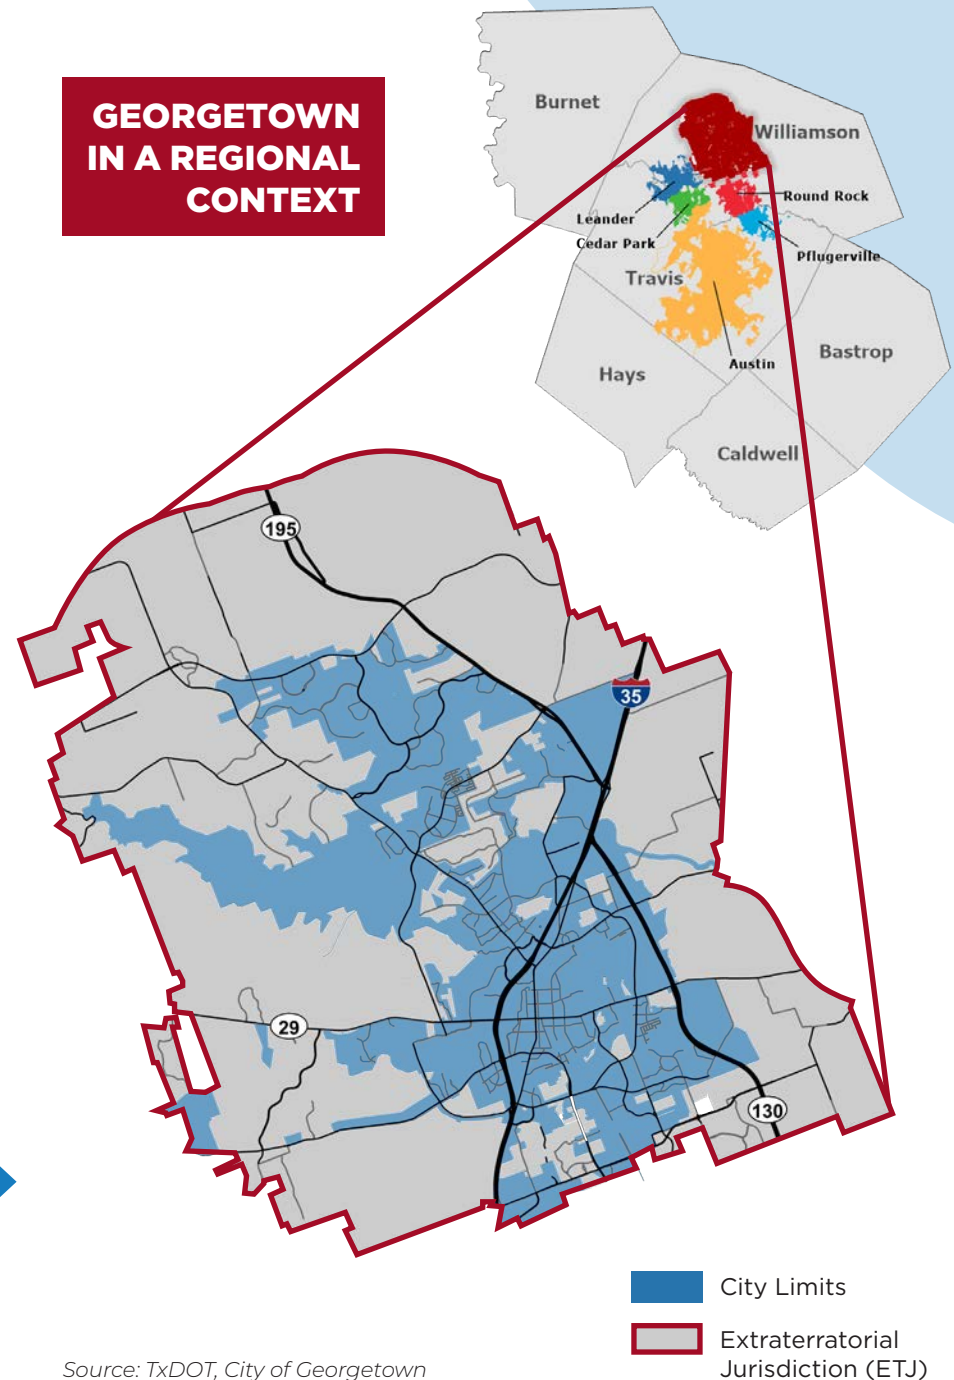 GEORGETOWN
IN A REGIONAL
CONTEXT
Burnet
Williamson
Round Rock
Leander
Cedar Park
Pflugerville
Travis
Austin
Bastrop
Hays
Caldwell
195
35
29
130
City Limits
Extraterratorial
Jurisdiction (ETJ)
Source: TxDOT, City of Georgetown